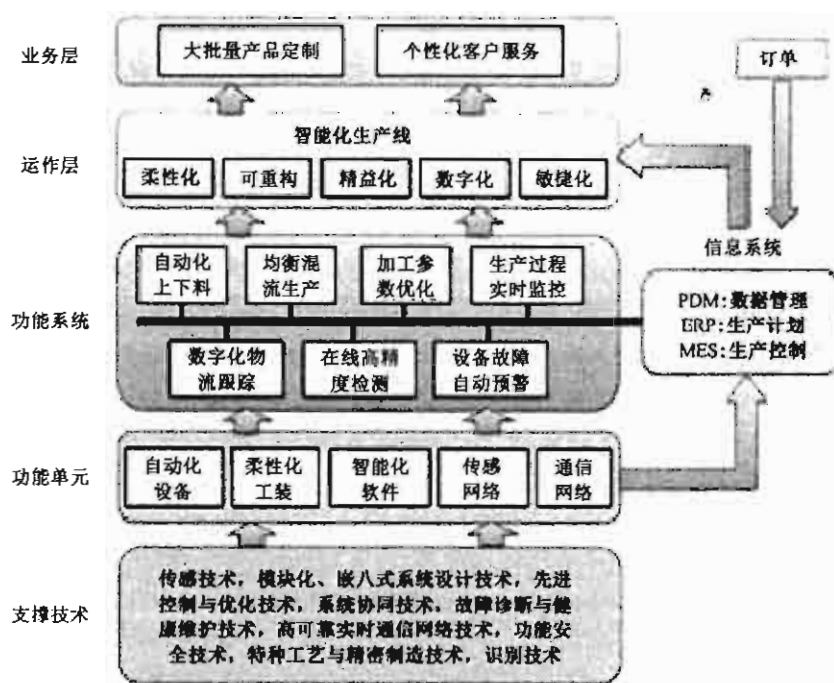 业务层
大批量产品定制
个性化客户服务
订单
运作层
智能化生产线
柔性化
可重构
精益化
数字化
敏捷化
信息系统
功能系统
自动化
上下料
均衡混
流生产
加工参
数优化
生产过程
实时监控
数字化物
流跟踪
在线高精
度检测
设备故障
自动预警
PDM:数据管理
ERP:生产计划
MES:生产控制
功能单元
自动化
设备
柔性化
工装
智能化
软件
传感
网络
通信
网络
支撑技术
传感技术，模块化、嵌八式系统设计技术，先进
控制与优化技术，系统协同技术，故障诊断与健
康维护技术，高可靠实时通信网络技术，功能安
全技术，特种工艺与精密制造技术，识别技术